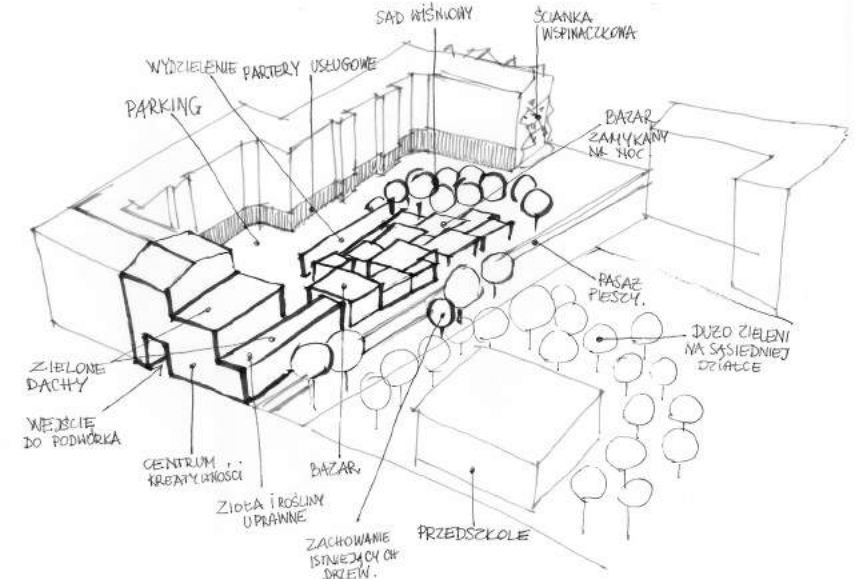 SAD WIŚNIOWY
ŚCIANKA
WSPINACZKOWA
WYDZIELENIE
PARTERY USŁUGOWE
PARKING
BAZAR
ZAMYKANY
NA NOC
PASAŻ
PIESZY.
DUŻO ZIELENI
NA SĄSIEDNIEJ
DZIAŁCE
ZIELONE
DACHY
WEJŚCIE
DO PODWÓRKA
CENTRUM
KREATYWNOŚCI
ZIOŁA I ROŚLINY
UPRAWNE
BAZAR
ZACHOWANIE
ISTNIEJĄCYCH
DRZEW.
PRZEDSZKOLE